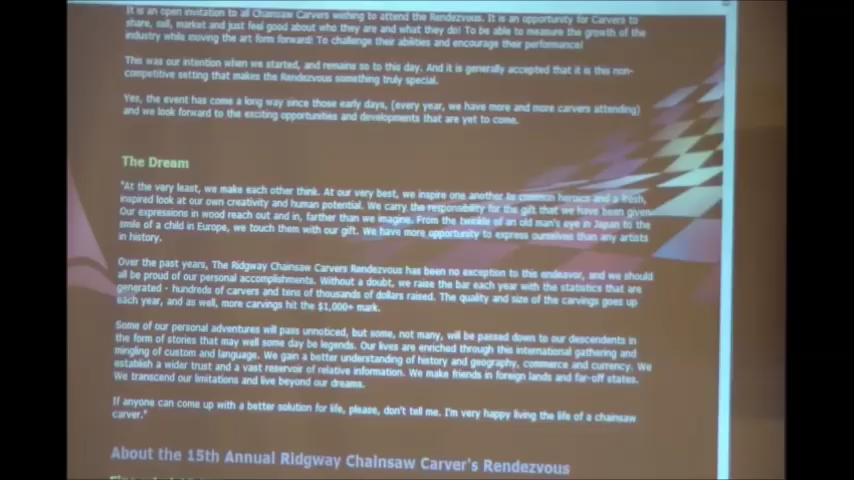 It is an open invitation to all Chainsaw Carvers wishing to attend the Rendezvous. It is an opportunity for Carvers to
share, sell, market and just feel good about who they are and what they do! To be able to measure the growth of the
industry while moving the art form forward! To challenge their abilities and encourage their performance!
This was our intention when we started, and remains so to this day. And it is generally accepted that it is this non-
competitive setting that makes the Rendezvous something truly special.
Yes, the event has come a long way since those early days, (every year, we have more and more carvers attending)
and we look forward to the exciting opportunities and developments that are yet to come.
The Dream
"At the very least, we make each other think. At our very best, we inspire one another to common heroics and a fresh,
inspired look at our own creativity and human potential. We carry the responsibility for the gift that we have been given.
Our expressions in wood reach out and in, farther than we imagine. From the twinkle of an old man's eye in Japan to the
smile of a child in Europe, we touch them with our gift. We have more opportunity to express ourselves than any artists
in history.
Over the past years, The Ridgway Chainsaw Carvers Rendezvous has been no exception to this endeavor, and we should
all be proud of our personal accomplishments. Without a doubt, we raise the bar each year with the statistics that are
generated - hundreds of carvers and tens of thousands of dollars raised. The quality and size of the carvings goes up
each year, and as well, more carvings hit the $1,000+ mark.
Some of our personal adventures will pass unnoticed, but some, not many, will be passed down to our descendents in
the form of stories that may well some day be legends. Our lives are enriched through this international gathering and
mingling of custom and language. We gain a better understanding of history and geography, commerce and currency. We
establish a wider trust and a vast reservoir of relative information. We make friends in foreign lands and far-off states.
We transcend our limitations and live beyond our dreams.
If anyone can come up with a better solution for life, please, don't tell me. I'm very happy living the life of a chainsaw
carver."
About the 15th Annual Ridgway Chainsaw Carver's Rendezvous